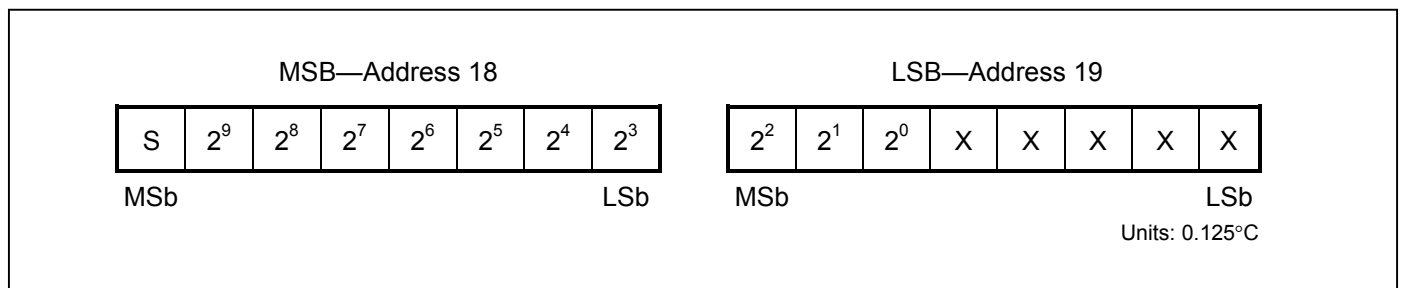 MSB—Address 18 LSB—Address 19
S 2^9 2^8 2^7 2^6 2^5 2^4 2^3 2^2 2^1 2^0 X X X X X
MSb LSb MSb LSb
Units: 0.125°C